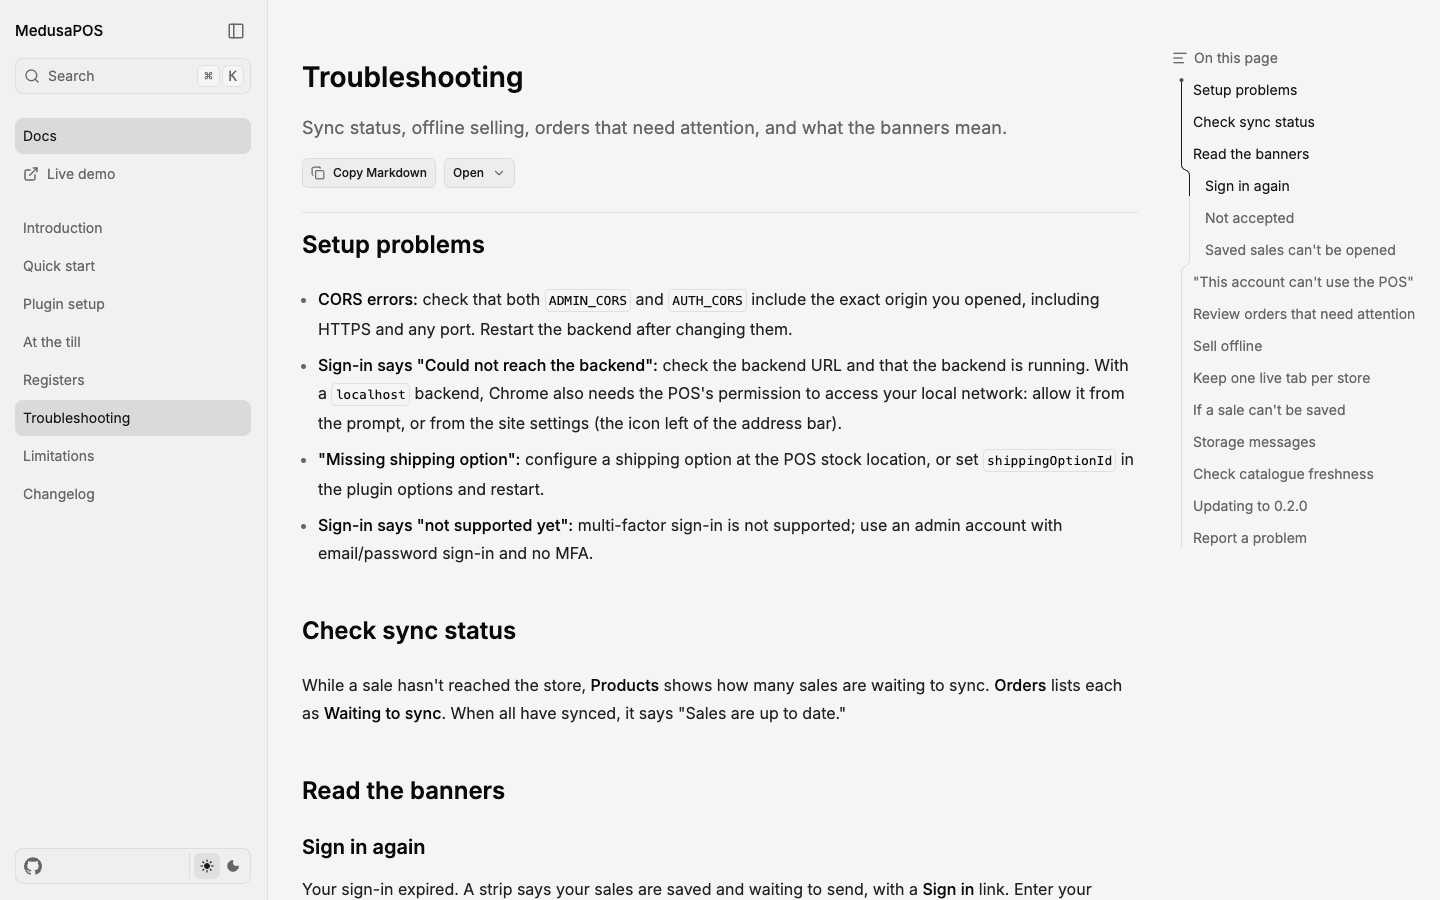 MedusaPOS
Search
⌘ K
Docs
Live demo
Introduction
Quick start
Plugin setup
At the till
Registers
Troubleshooting
Limitations
Changelog
Troubleshooting
Sync status, offline selling, orders that need attention, and what the banners mean.
Copy Markdown
Open
Setup problems
• CORS errors: check that both ADMIN_CORS and AUTH_CORS include the exact origin you opened, including
HTTPS and any port. Restart the backend after changing them.
• Sign-in says "Could not reach the backend": check the backend URL and that the backend is running. With
a localhost backend, Chrome also needs the POS's permission to access your local network: allow it from
the prompt, or from the site settings (the icon left of the address bar).
• "Missing shipping option": configure a shipping option at the POS stock location, or set shippingOptionId in
the plugin options and restart.
• Sign-in says "not supported yet": multi-factor sign-in is not supported; use an admin account with
email/password sign-in and no MFA.
Check sync status
While a sale hasn't reached the store, Products shows how many sales are waiting to sync. Orders lists each
as Waiting to sync. When all have synced, it says "Sales are up to date."
Read the banners
Sign in again
Your sign-in expired. A strip says your sales are saved and waiting to send, with a Sign in link. Enter your
On this page
Setup problems
Check sync status
Read the banners
Sign in again
Not accepted
Saved sales can't be opened
"This account can't use the POS"
Review orders that need attention
Sell offline
Keep one live tab per store
If a sale can't be saved
Storage messages
Check catalogue freshness
Updating to 0.2.0
Report a problem